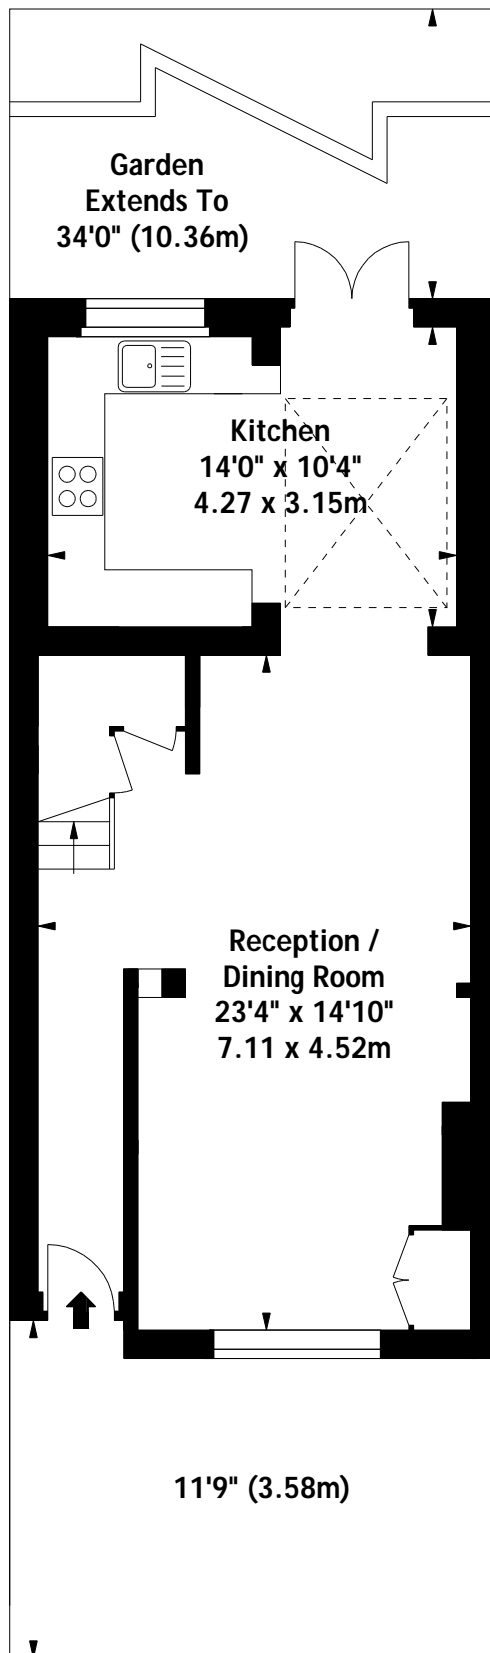 Garden
Extends To
34'0" (10.36m)
Kitchen
14'0" x 10'4"
4.27 x 3.15m
Reception /
Dining Room
23'4" x 14'10"
7.11 x 4.52m
11'9" (3.58m)